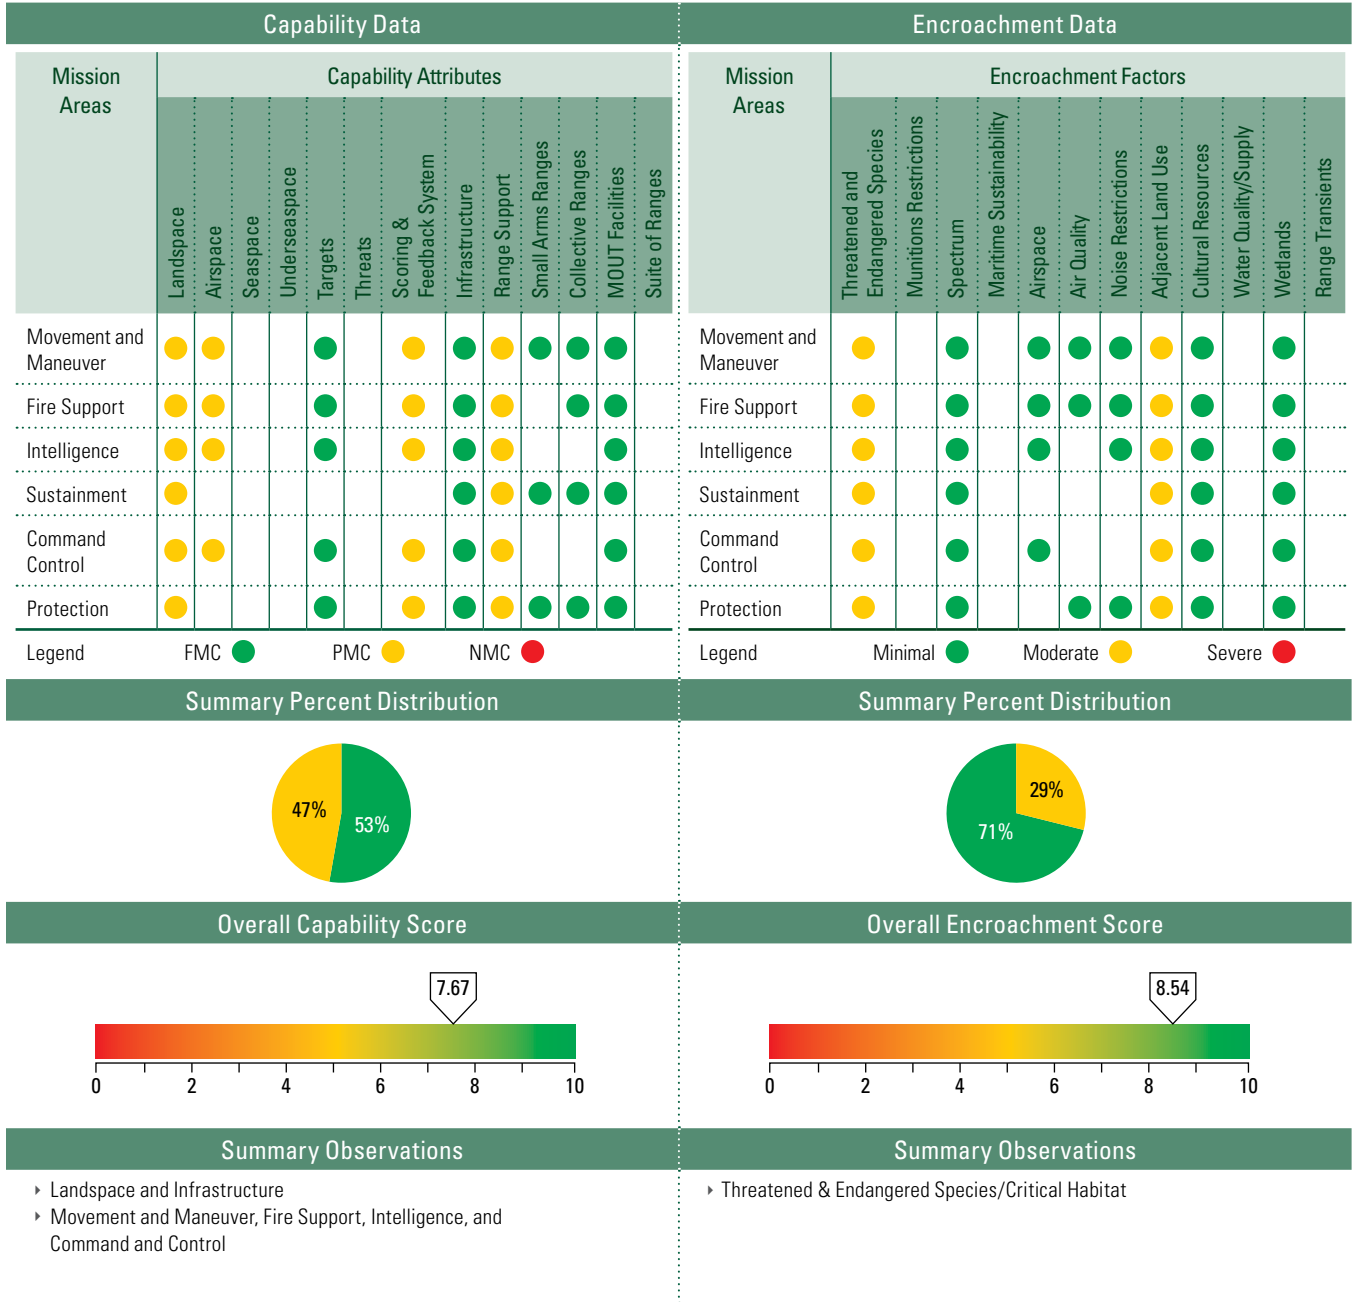 Capability Data
Mission
Areas
Capability Attributes
Landspace
Airspace
Seaspace
Underseaspace
Targets
Threats
Scoring &
Feedback System
Infrastructure
Range Support
Small Arms Ranges
Collective Ranges
MOUT Facilities
Suite of Ranges
Movement and
Maneuver
Fire Support
Intelligence
Sustainment
Command
Control
Protection
Legend FMC PMC NMC
Summary Percent Distribution
47%
53%
Overall Capability Score
7.67
0 2 4 6 8 10
Summary Observations
‣ Landspace and Infrastructure
‣ Movement and Maneuver, Fire Support, Intelligence, and
Command and Control
Encroachment Data
Mission
Areas
Encroachment Factors
Threatened and
Endangered Species
Munitions Restrictions
Spectrum
Maritime Sustainability
Airspace
Air Quality
Noise Restrictions
Adjacent Land Use
Cultural Resources
Water Quality/Supply
Wetlands
Range Transients
Movement and
Maneuver
Fire Support
Intelligence
Sustainment
Command
Control
Protection
Legend Minimal Moderate Severe
Summary Percent Distribution
29%
71%
Overall Encroachment Score
8.54
0 2 4 6 8 10
Summary Observations
‣ Threatened & Endangered Species/Critical Habitat